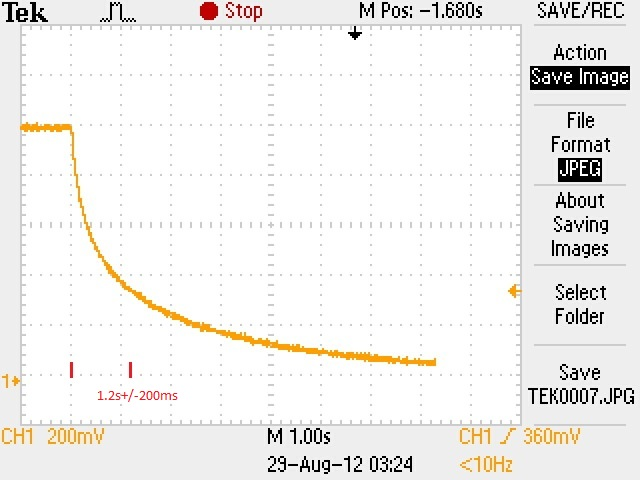 Tek Stop M Pos: -1.680s SAVE/REC
Action
Save Image
File
Format
JPEG
About
Saving
Images
Select
Folder
Save
TEK0007.JPG
1
1.2s+/-200ms
CH1 200mV M 1.00s CH1 360mV
29-Aug-12 03:24 <10Hz